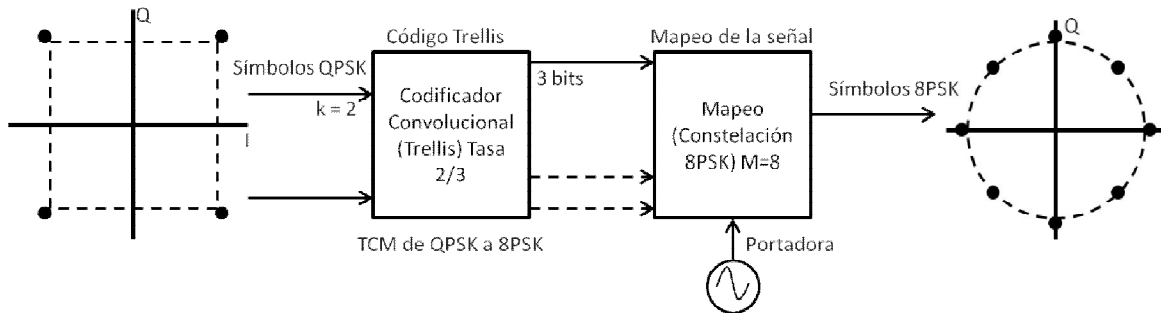 Q
I
Símbolos QPSK
k = 2
Código Trellis
Codificador
Convolucional
(Trellis) Tasa
2/3
TCM de QPSK a 8PSK
3 bits
Mapeo de la señal
Mapeo
(Constelación
8PSK) M=8
Portadora
Símbolos 8PSK
Q